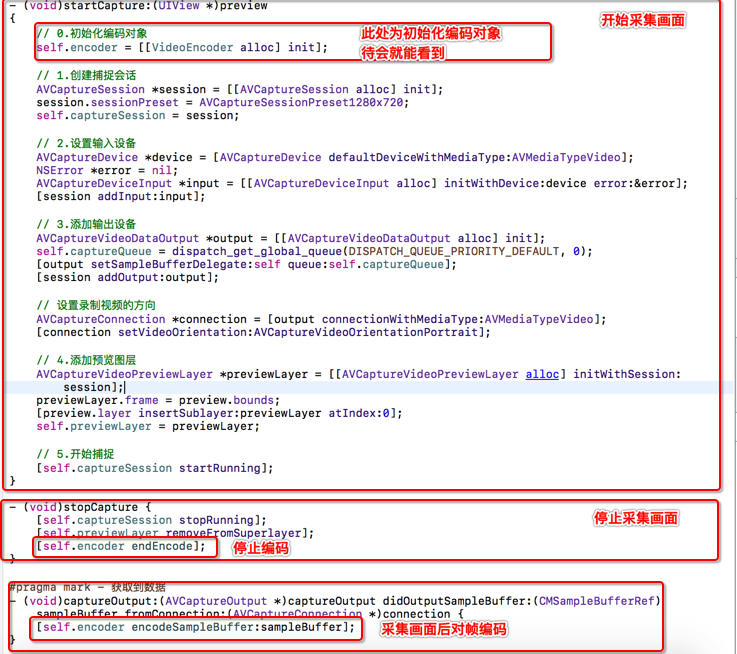 - (void)startCapture:(UIView *)preview
开始采集画面
{
// 0.初始化编码对象
此处为初始化编码对象
self.encoder = [[VideoEncoder alloc] init];
待会就能看到
// 1.创建捕捉会话
AVCaptureSession *session = [[AVCaptureSession alloc] init];
session.sessionPreset = AVCaptureSessionPreset1280x720;
self.captureSession = session;
// 2.设置输入设备
AVCaptureDevice *device = [AVCaptureDevice defaultDeviceWithMediaType:AVMediaTypeVideo];
NSError *error = nil;
AVCaptureDeviceInput *input = [[AVCaptureDeviceInput alloc] initWithDevice:device error:&error];
[session addInput:input];
// 3.添加输出设备
AVCaptureVideoDataOutput *output = [[AVCaptureVideoDataOutput alloc] init];
self.captureQueue = dispatch_get_global_queue(DISPATCH_QUEUE_PRIORITY_DEFAULT, 0);
[output setSampleBufferDelegate:self queue:self.captureQueue];
[session addOutput:output];
// 设置录制视频的方向
AVCaptureConnection *connection = [output connectionWithMediaType:AVMediaTypeVideo];
[connection setVideoOrientation:AVCaptureVideoOrientationPortrait];
// 4.添加预览图层
AVCaptureVideoPreviewLayer *previewLayer = [[AVCaptureVideoPreviewLayer alloc] initWithSession:
session];
previewLayer.frame = preview.bounds;
[preview.layer insertSublayer:previewLayer atIndex:0];
self.previewLayer = previewLayer;
// 5.开始捕捉
[self.captureSession startRunning];
}
- (void)stopCapture {
[self.captureSession stopRunning];
停止采集画面
[self.previewLayer removeFromSuperlayer];
[self.encoder endEncode];
停止编码
}
#pragma mark - 获取到数据
- (void)captureOutput:(AVCaptureOutput *)captureOutput didOutputSampleBuffer:(CMSampleBufferRef)
sampleBuffer fromConnection:(AVCaptureConnection *)connection {
[self.encoder encodeSampleBuffer:sampleBuffer];
采集画面后对帧编码
}